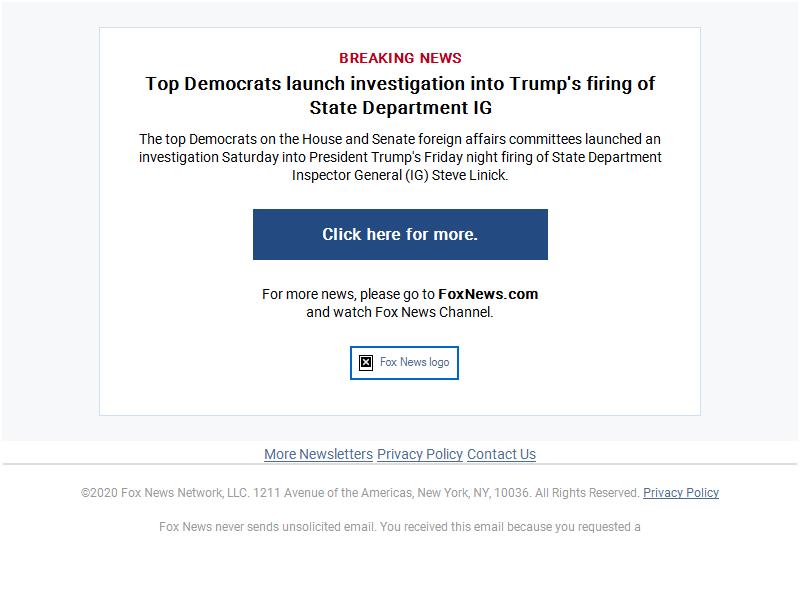 BREAKING NEWS
Top Democrats launch investigation into Trump's firing of
State Department IG
The top Democrats on the House and Senate foreign affairs committees launched an
investigation Saturday into President Trump's Friday night firing of State Department
Inspector General (IG) Steve Linick.
Click here for more.
For more news, please go to FoxNews.com
and watch Fox News Channel.
Fox News logo
More Newsletters Privacy Policy Contact Us
©2020 Fox News Network, LLC. 1211 Avenue of the Americas, New York, NY, 10036. All Rights Reserved. Privacy Policy
Fox News never sends unsolicited email. You received this email because you requested a